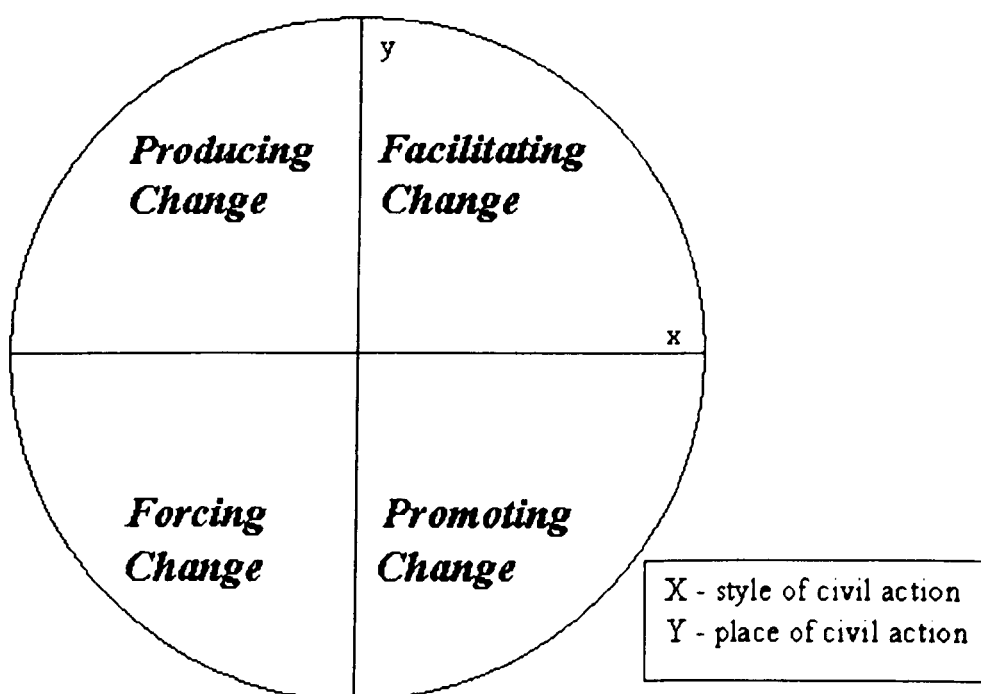 y
Producing
Change
Facilitating
Change
x
Forcing
Change
Promoting
Change
X - style of civil action
Y - place of civil action